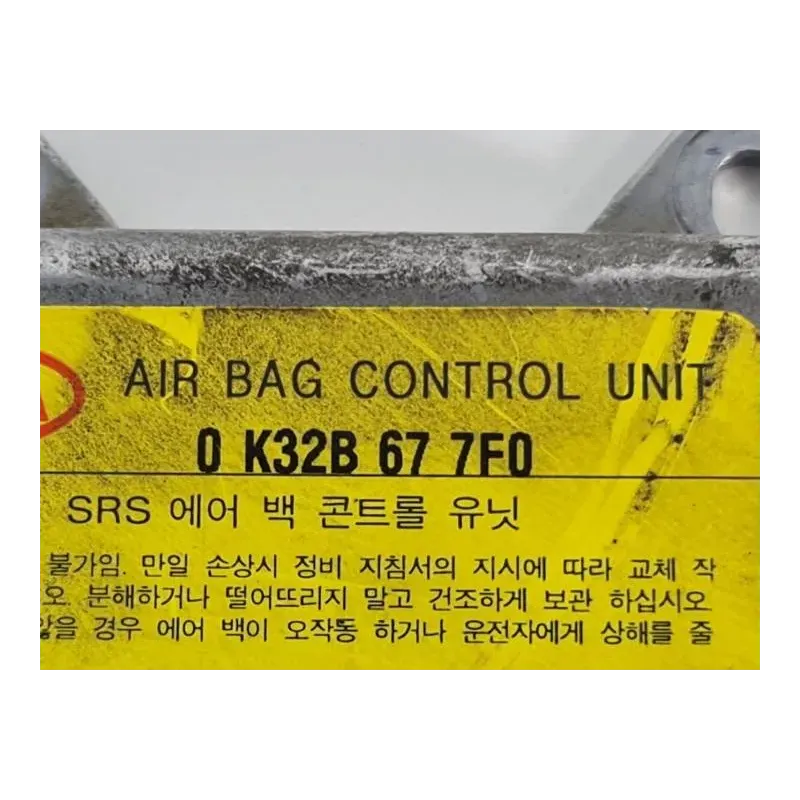 AIR BAG CONTROL UNIT
0 K32B 67 7F0
SRS 에어 백 콘트롤 유닛
불가임. 만일 손상시 정비 지침서의 지시에 따라 교체 작
오 분해하거나 떨어뜨리지 말고 건조하게 보관 하십시오
않을 경우 에어 백이 오작동 하거나 운전자에게 상해를 줄